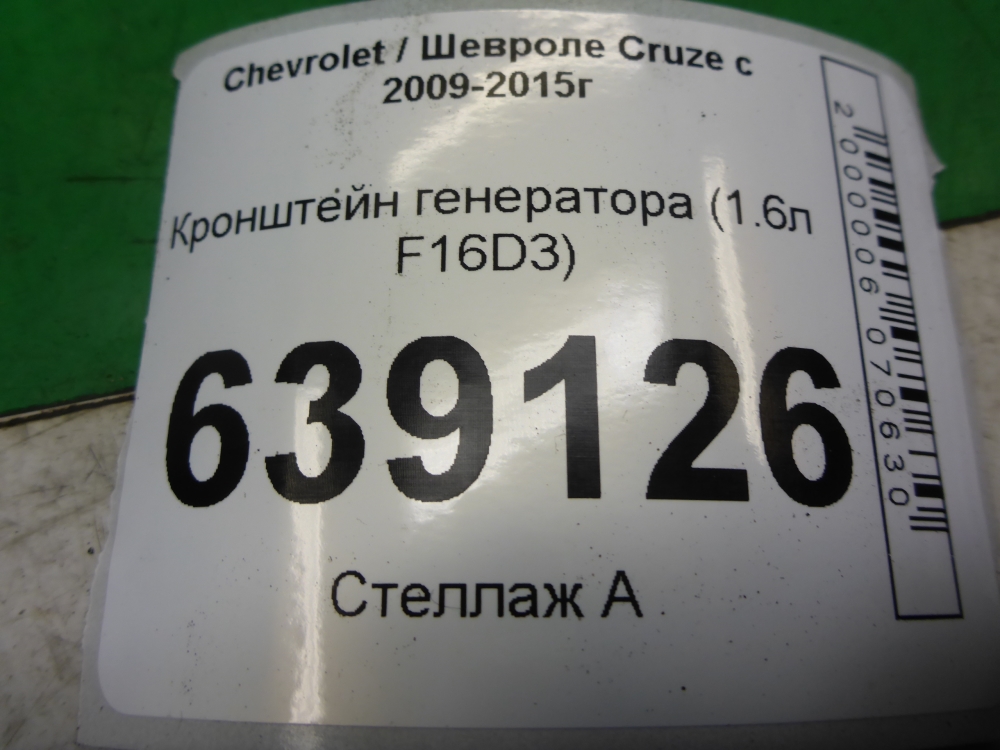 Chevrolet / Шевроле Cruze с
2009-2015г
Кронштейн генератора (1.6л
F16D3)
639126
Стеллаж А
2000006070630